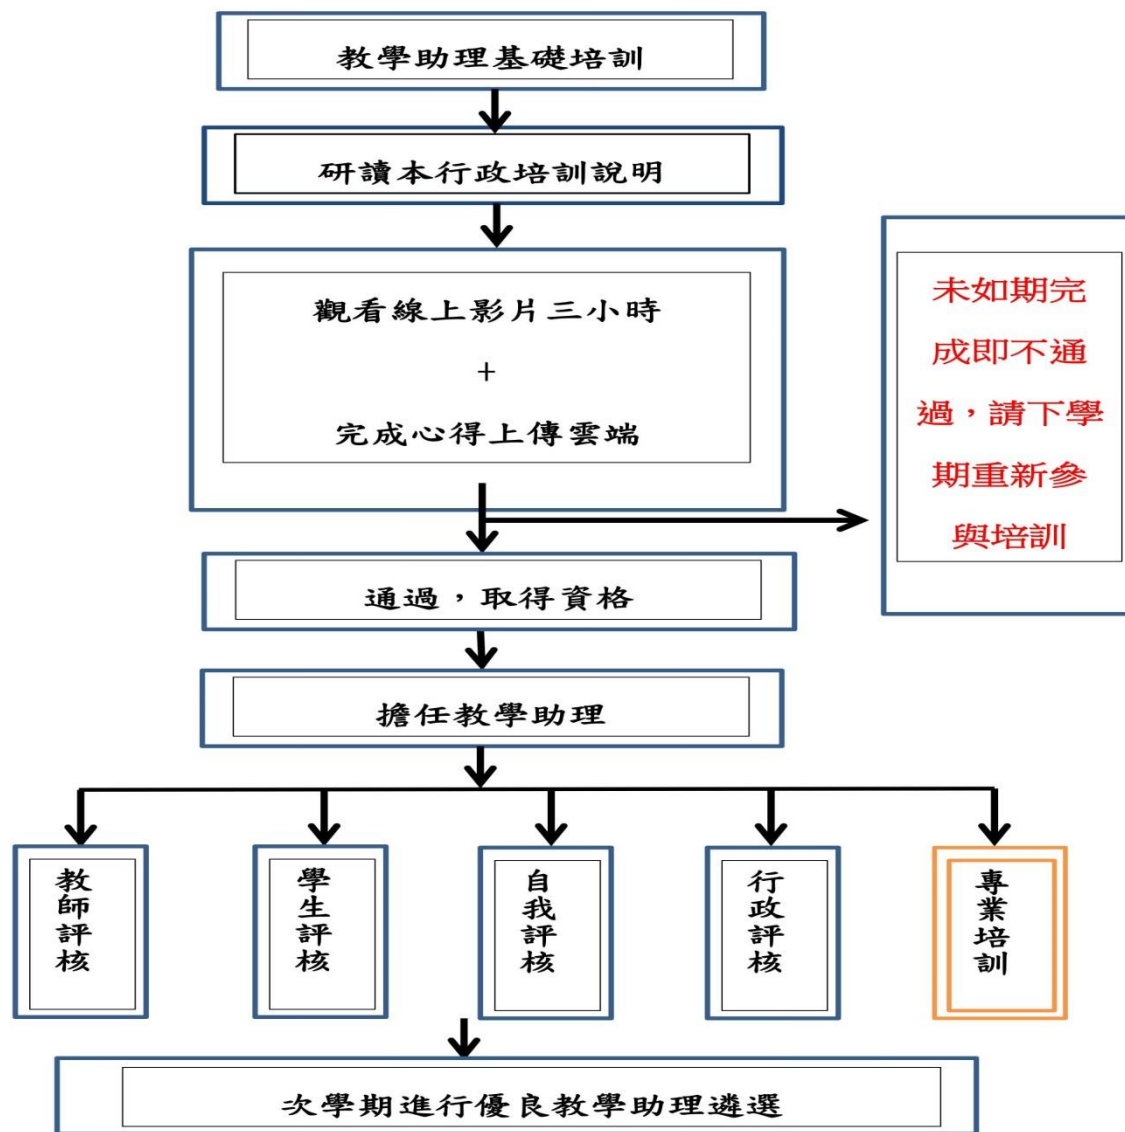 教學助理基礎培訓
研讀本行政培訓說明
觀看線上影片三小時
+
完成心得上傳雲端
未如期完
成即不通
過，請下學
期重新參
與培訓
通過，取得資格
擔任教學助理
教師評核
學生評核
自我評核
行政評核
專業培訓
次學期進行優良教學助理遴選